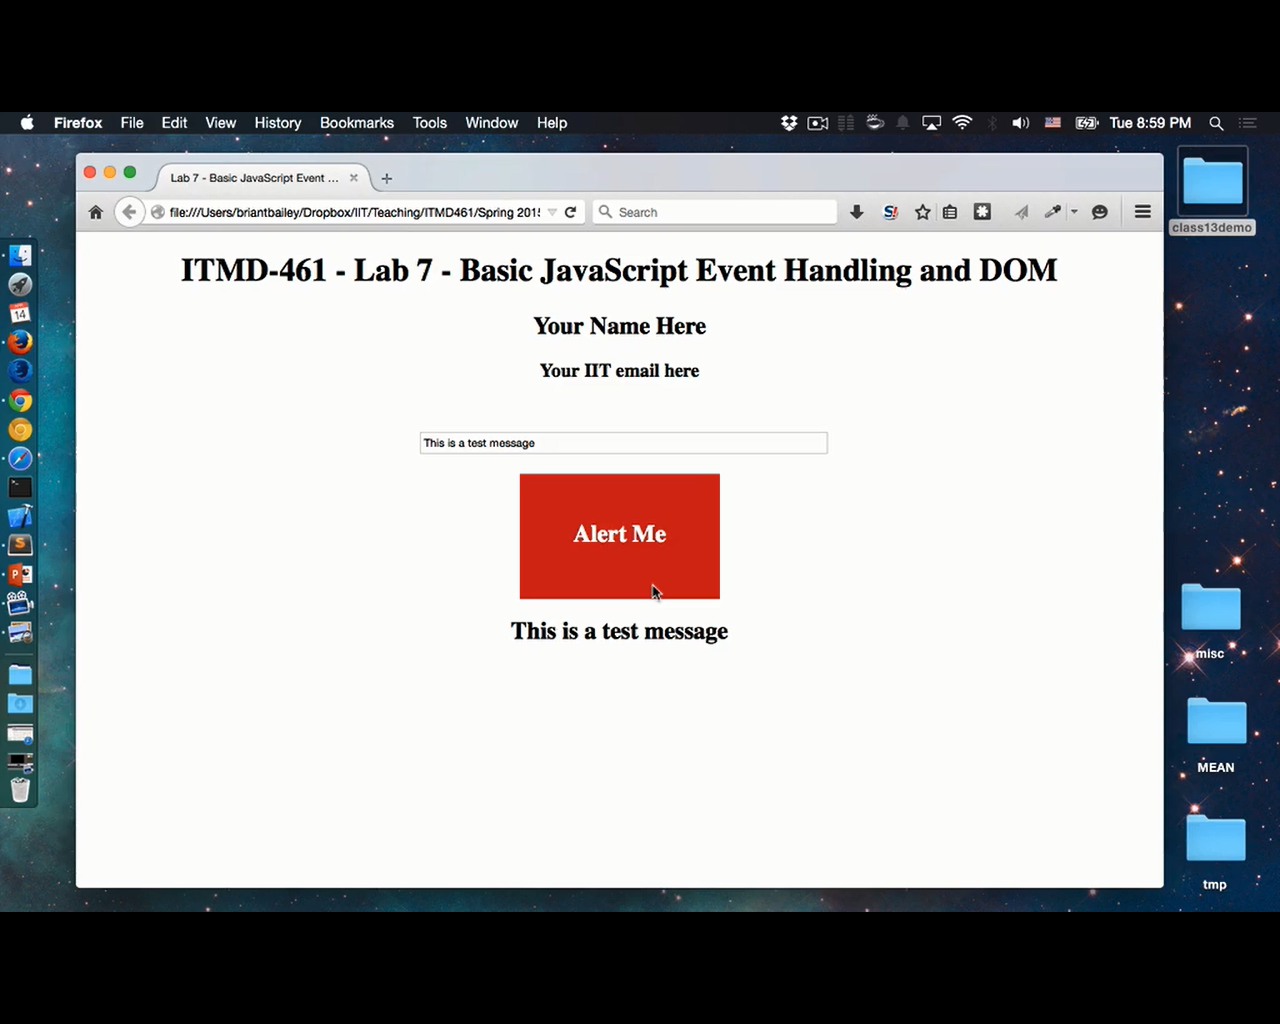 Firefox File Edit View History Bookmarks Tools Window Help Tue 8:59 PM
Lab 7 - Basic JavaScript Event ...
file:///Users/briantbailey/Dropbox/IIT/Teaching/ITMD461/Spring 2015 Search
class13demo
ITMD-461 - Lab 7 - Basic JavaScript Event Handling and DOM
Your Name Here
Your IIT email here
This is a test message
Alert Me
This is a test message
misc
MEAN
tmp
14